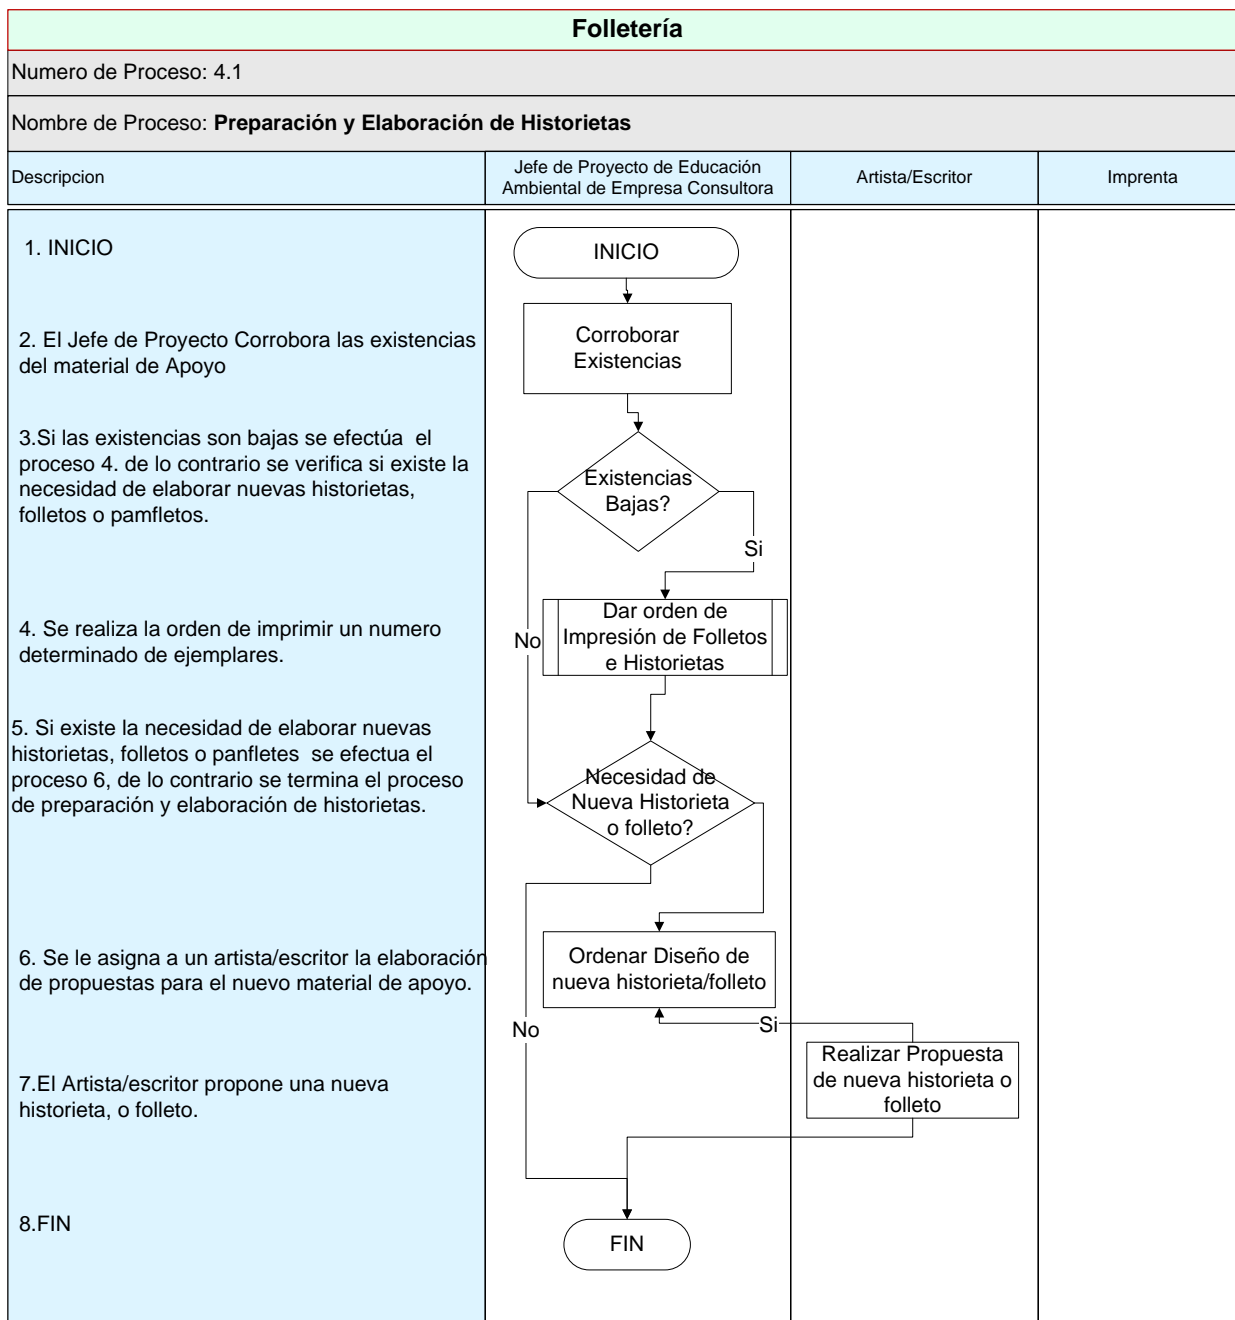 Folletería
Numero de Proceso: 4.1
Nombre de Proceso: Preparación y Elaboración de Historietas
Descripcion
Jefe de Proyecto de Educación
Ambiental de Empresa Consultora
Artista/Escritor
Imprenta
1. INICIO
INICIO
2. El Jefe de Proyecto Corrobora las existencias
del material de Apoyo
Corroborar
Existencias
3.Si las existencias son bajas se efectúa  el
proceso 4. de lo contrario se verifica si existe la
necesidad de elaborar nuevas historietas,
folletos o pamfletos.
Existencias
Bajas?
Si
No
4. Se realiza la orden de imprimir un numero
determinado de ejemplares.
Dar orden de
Impresión de Folletos
e Historietas
5. Si existe la necesidad de elaborar nuevas
historietas, folletos o panfletes  se efectua el
proceso 6, de lo contrario se termina el proceso
de preparación y elaboración de historietas.
Necesidad de
Nueva Historieta
o folleto?
6. Se le asigna a un artista/escritor la elaboración
de propuestas para el nuevo material de apoyo.
Ordenar Diseño de
nueva historieta/folleto
No
Si
7.El Artista/escritor propone una nueva
historieta, o folleto.
Realizar Propuesta
de nueva historieta o
folleto
8.FIN
FIN